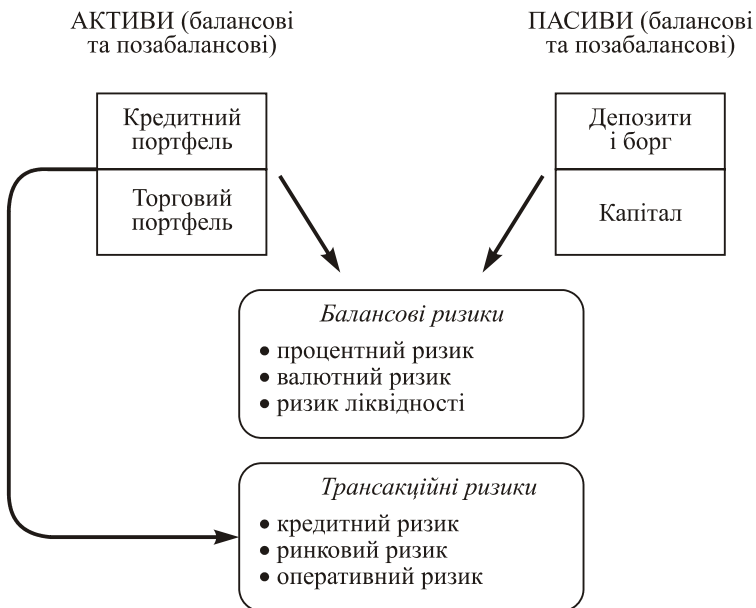 АКТИВИ (балансові
та позабалансові)
ПАСИВИ (балансові
та позабалансові)
Кредитний
портфель
Торговий
портфель
Депозити
і борг
Капітал
Балансові ризики
• процентний ризик
• валютний ризик
• ризик ліквідності
Трансакційні ризики
• кредитний ризик
• ринковий ризик
• оперативний ризик